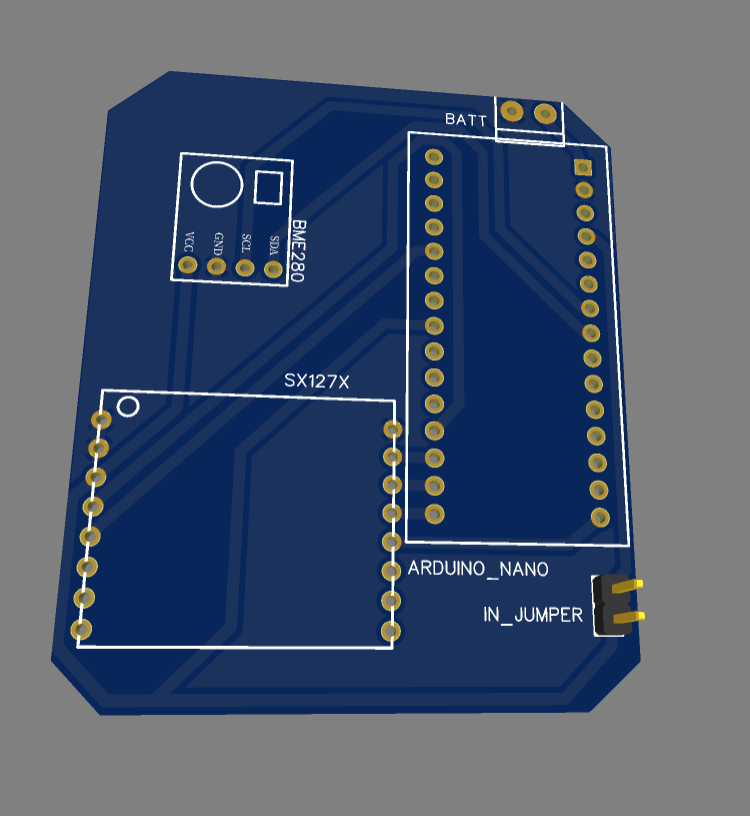 BATT
VCC
GND
SCL
SDA
BME280
SX127X
ARDUINO_NANO
IN_JUMPER